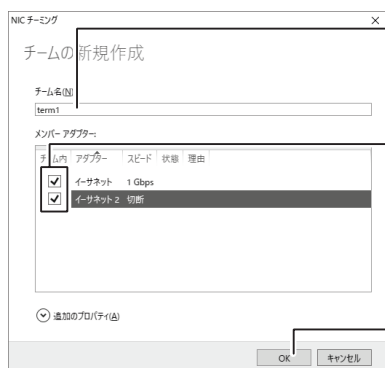 NIC チーミング
チームの新規作成
チーム名(N)
term1
メンバー アダプター:
チーム内 アダプター スピード 状態 理由
イーサネット 1 Gbps
イーサネット 2 切断
追加のプロパティ(A)
OK キャンセル